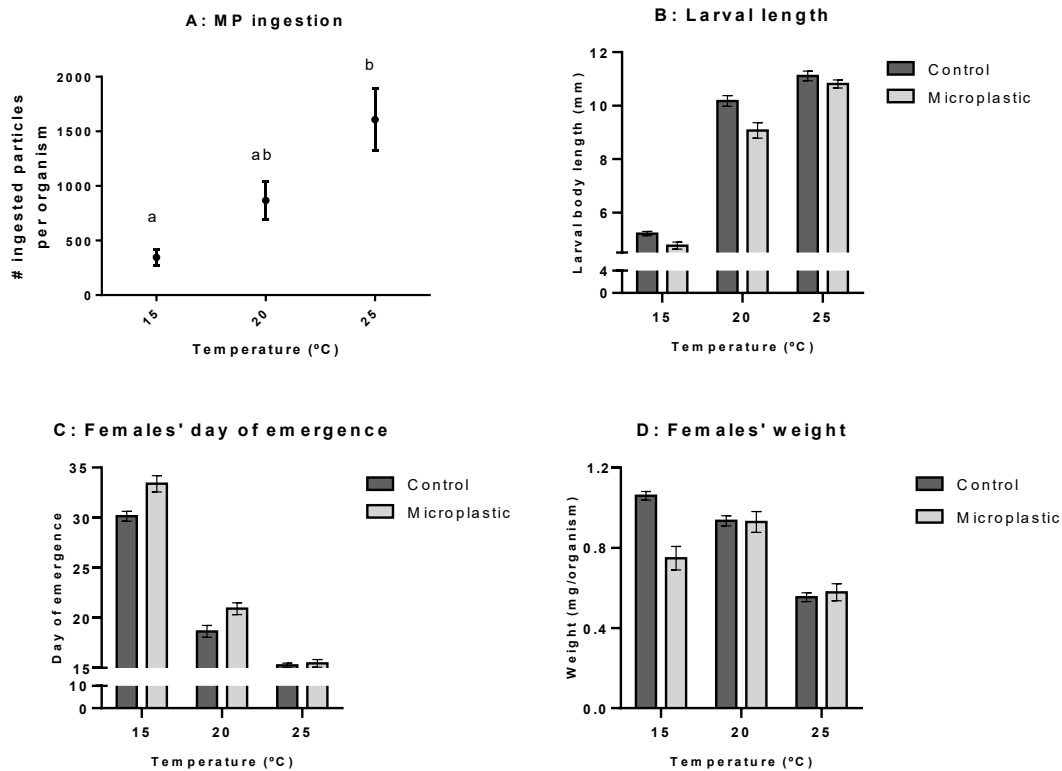 A: MP ingestion
# ingested particles
per organism
2000
1500
1000
500
0
a
ab
b
15
20
25
Temperature (ºC)
B: Larval length
Larval body length (mm)
12
10
8
6
4
0
15
20
25
Temperature (ºC)
Control
Microplastic
C: Females' day of emergence
Day of emergence
35
30
25
20
15
10
0
15
20
25
Temperature (ºC)
Control
Microplastic
D: Females' weight
Weight (mg/organism)
1.2
0.8
0.4
0.0
15
20
25
Temperature (ºC)
Control
Microplastic